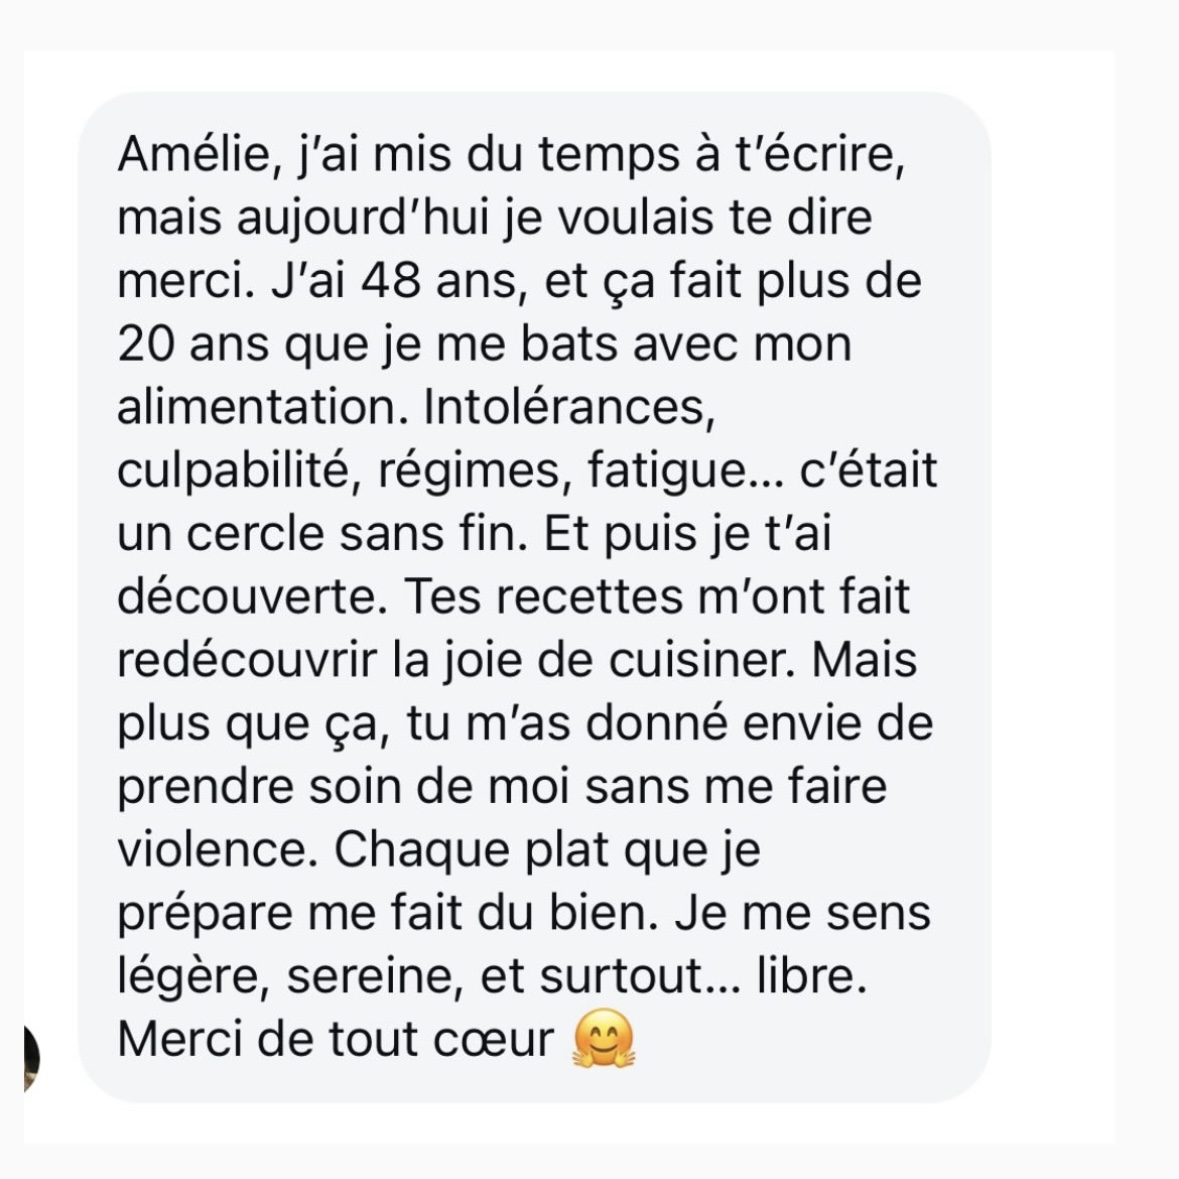 Amélie, j’ai mis du temps à t’écrire,
mais aujourd’hui je voulais te dire
merci. J’ai 48 ans, et ça fait plus de
20 ans que je me bats avec mon
alimentation. Intolérances,
culpabilité, régimes, fatigue… c’était
un cercle sans fin. Et puis je t’ai
découverte. Tes recettes m’ont fait
redécouvrir la joie de cuisiner. Mais
plus que ça, tu m’as donné envie de
prendre soin de moi sans me faire
violence. Chaque plat que je
prépare me fait du bien. Je me sens
légère, sereine, et surtout… libre.
Merci de tout cœur 🤗